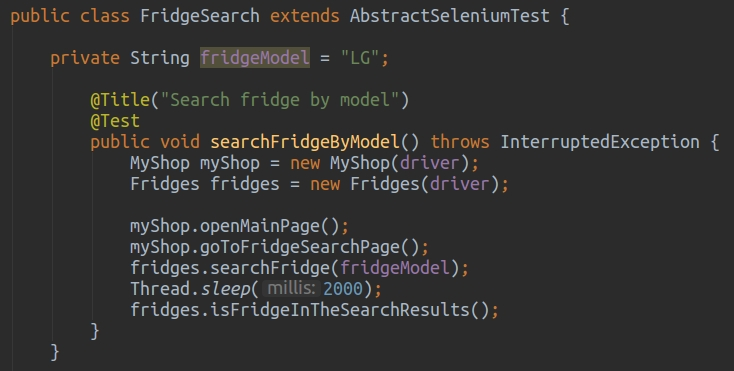 public class FridgeSearch extends AbstractSeleniumTest {
private String fridgeModel = "LG";
@Title("Search fridge by model")
@Test
public void searchFridgeByModel() throws InterruptedException {
MyShop myShop = new MyShop(driver);
Fridges fridges = new Fridges(driver);
myShop.openMainPage();
myShop.goToFridgeSearchPage();
fridges.searchFridge(fridgeModel);
Thread.sleep( millis: 2000);
fridges.isFridgeInTheSearchResults();
}
}